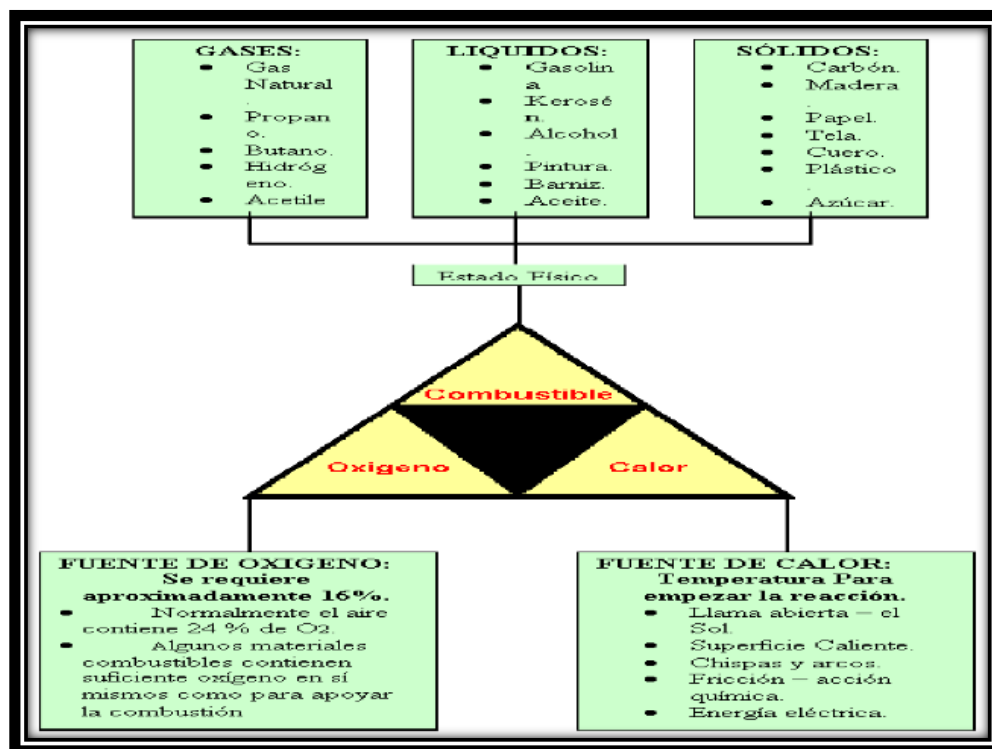 GASES:
• Gas
Natural
.
• Propan
o.
• Butano.
• Hidróg
eno.
• Acetile
LIQUIDOS:
• Gasolin
a
• Kerosé
n.
• Alcohol
.
• Pintura.
• Barniz.
• Aceite.
SÓLIDOS:
• Carbón.
• Madera
.
• Papel.
• Tela.
• Cuero.
• Plástico
.
• Azúcar.
Estado Físico
Combustible
Oxigeno
Calor
FUENTE DE OXIGENO:
Se requiere
aproximadamente 16%.
• Normalmente el aire
contiene 24 % de O2.
• Algunos materiales
combustibles contienen
suficiente oxígeno en sí
mismos como para apoyar
la combustión
FUENTE DE CALOR:
Temperatura Para
empezar la reacción.
• Llama abierta – el
Sol.
• Superficie Caliente.
• Chispas y arcos.
• Fricción – acción
química.
• Energía eléctrica.